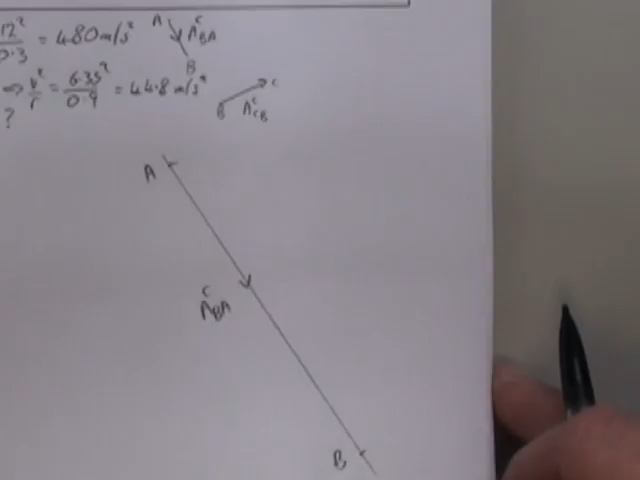 12² / 0.3 = 480 m/s²
A
A^c_BA
B
⇒ v²/r = 6.35² / 0.9 = 44.8 m/s²
B
A^c_CB
C
?
A
A^c_BA
B